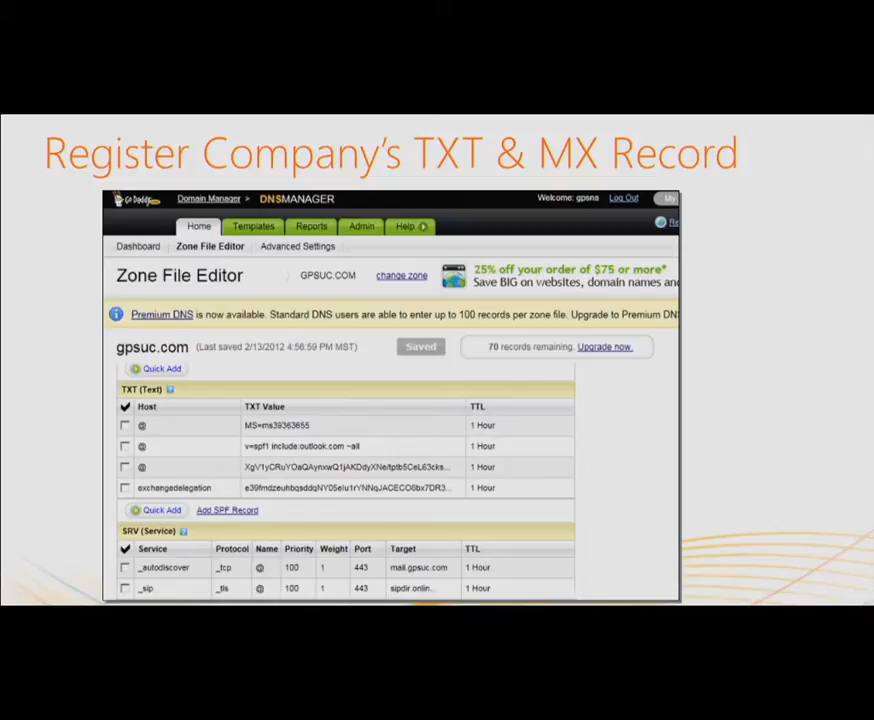 Register Company's TXT & MX Record
Go Daddy Domain Manager > DNSMANAGER Welcome: gpsna Log Out My
Home Templates Reports Admin Help
Dashboard Zone File Editor Advanced Settings
Zone File Editor GPSUC.COM change zone 25% off your order of $75 or more*
Save BIG on websites, domain names and
Premium DNS is now available. Standard DNS users are able to enter up to 100 records per zone file. Upgrade to Premium DNS
gpsuc.com (Last saved 2/13/2012 4:56:59 PM MST) Saved 70 records remaining. Upgrade now.
Quick Add
TXT (Text)
Host TXT Value TTL
@ MS=ms39363655 1 Hour
@ v=spf1 include:outlook.com ~all 1 Hour
@ 1 Hour
exchangedelegation 1 Hour
Quick Add Add SPF Record
SRV (Service)
Service Protocol Name Priority Weight Port Target TTL
_autodiscover _tcp @ 100 1 443 mail.gpsuc.com 1 Hour
_sip _tls @ 100 1 443 sipdir.onlin... 1 Hour